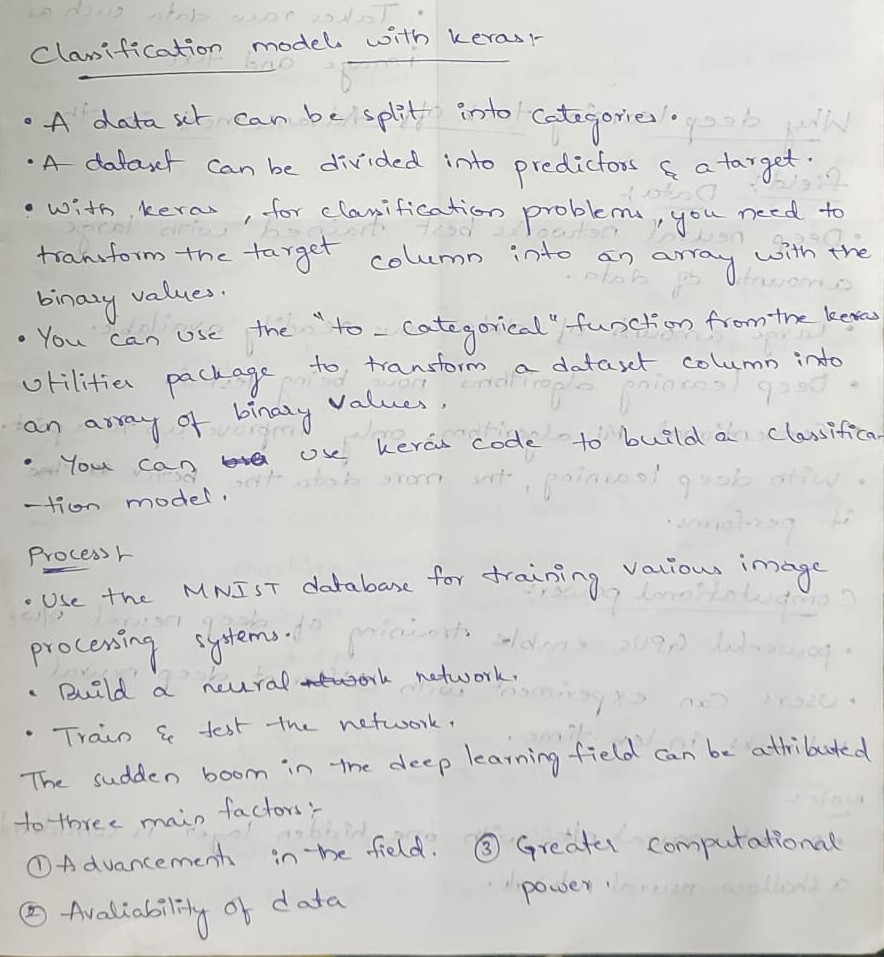 Classification models with keras:-
• A data set can be split into categories.
• A dataset can be divided into predictors & a target.
• With keras, for classification problems, you need to
transform the target column into an array with the
binary values.
• You can use the "to - categorical" function from the keras
utilities package to transform a dataset column into
an array of binary values.
• You can use keras code to build a classifica-
-tion model.
Process:-
• Use the MNIST database for training various image
processing systems.
• Build a neural network.
• Train & test the network.
The sudden boom in the deep learning field can be attributed
to three main factors:-
① Advancements in the field. ③ Greater computational
power.
② Avaliability of data